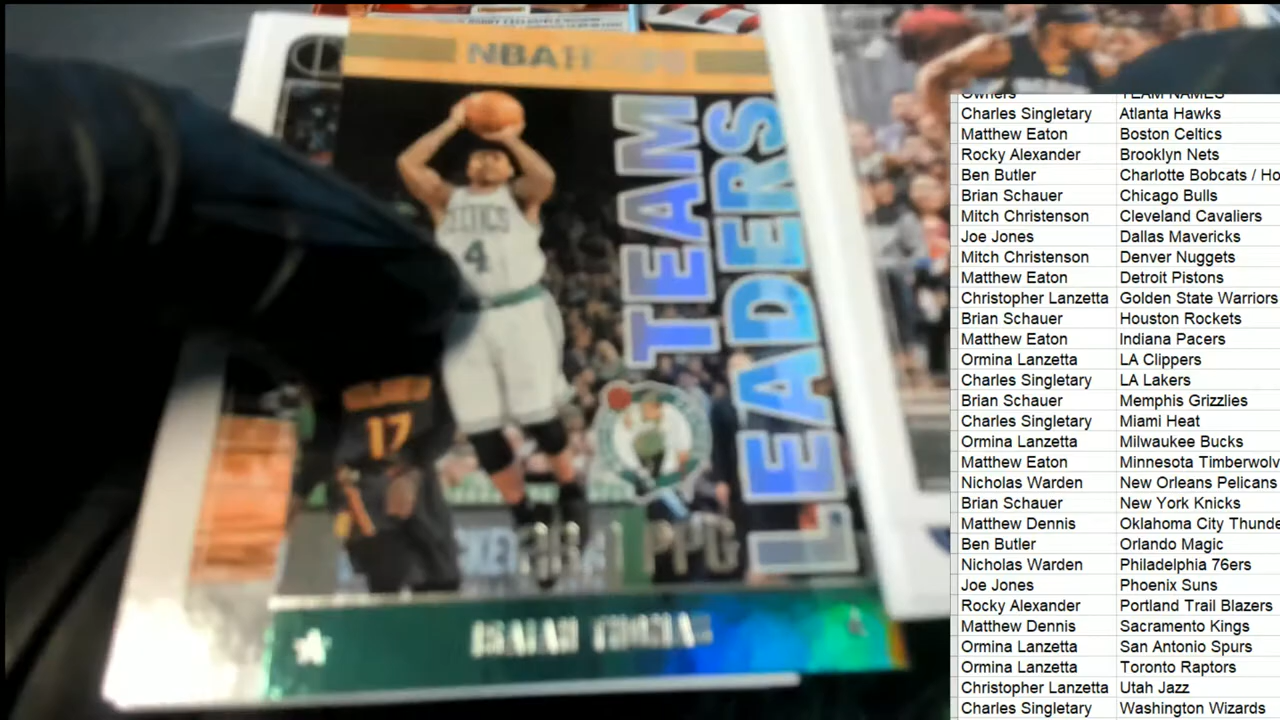 NBA
TEAM
LEADERS
CELTICS
4
17
PPG
ISAIAH THOMAS
Owners TEAM NAMES
Charles Singletary Atlanta Hawks
Matthew Eaton Boston Celtics
Rocky Alexander Brooklyn Nets
Ben Butler Charlotte Bobcats / Ho
Brian Schauer Chicago Bulls
Mitch Christenson Cleveland Cavaliers
Joe Jones Dallas Mavericks
Mitch Christenson Denver Nuggets
Matthew Eaton Detroit Pistons
Christopher Lanzetta Golden State Warriors
Brian Schauer Houston Rockets
Matthew Eaton Indiana Pacers
Ormina Lanzetta LA Clippers
Charles Singletary LA Lakers
Brian Schauer Memphis Grizzlies
Charles Singletary Miami Heat
Ormina Lanzetta Milwaukee Bucks
Matthew Eaton Minnesota Timberwolv
Nicholas Warden New Orleans Pelicans
Brian Schauer New York Knicks
Matthew Dennis Oklahoma City Thunde
Ben Butler Orlando Magic
Nicholas Warden Philadelphia 76ers
Joe Jones Phoenix Suns
Rocky Alexander Portland Trail Blazers
Matthew Dennis Sacramento Kings
Ormina Lanzetta San Antonio Spurs
Ormina Lanzetta Toronto Raptors
Christopher Lanzetta Utah Jazz
Charles Singletary Washington Wizards